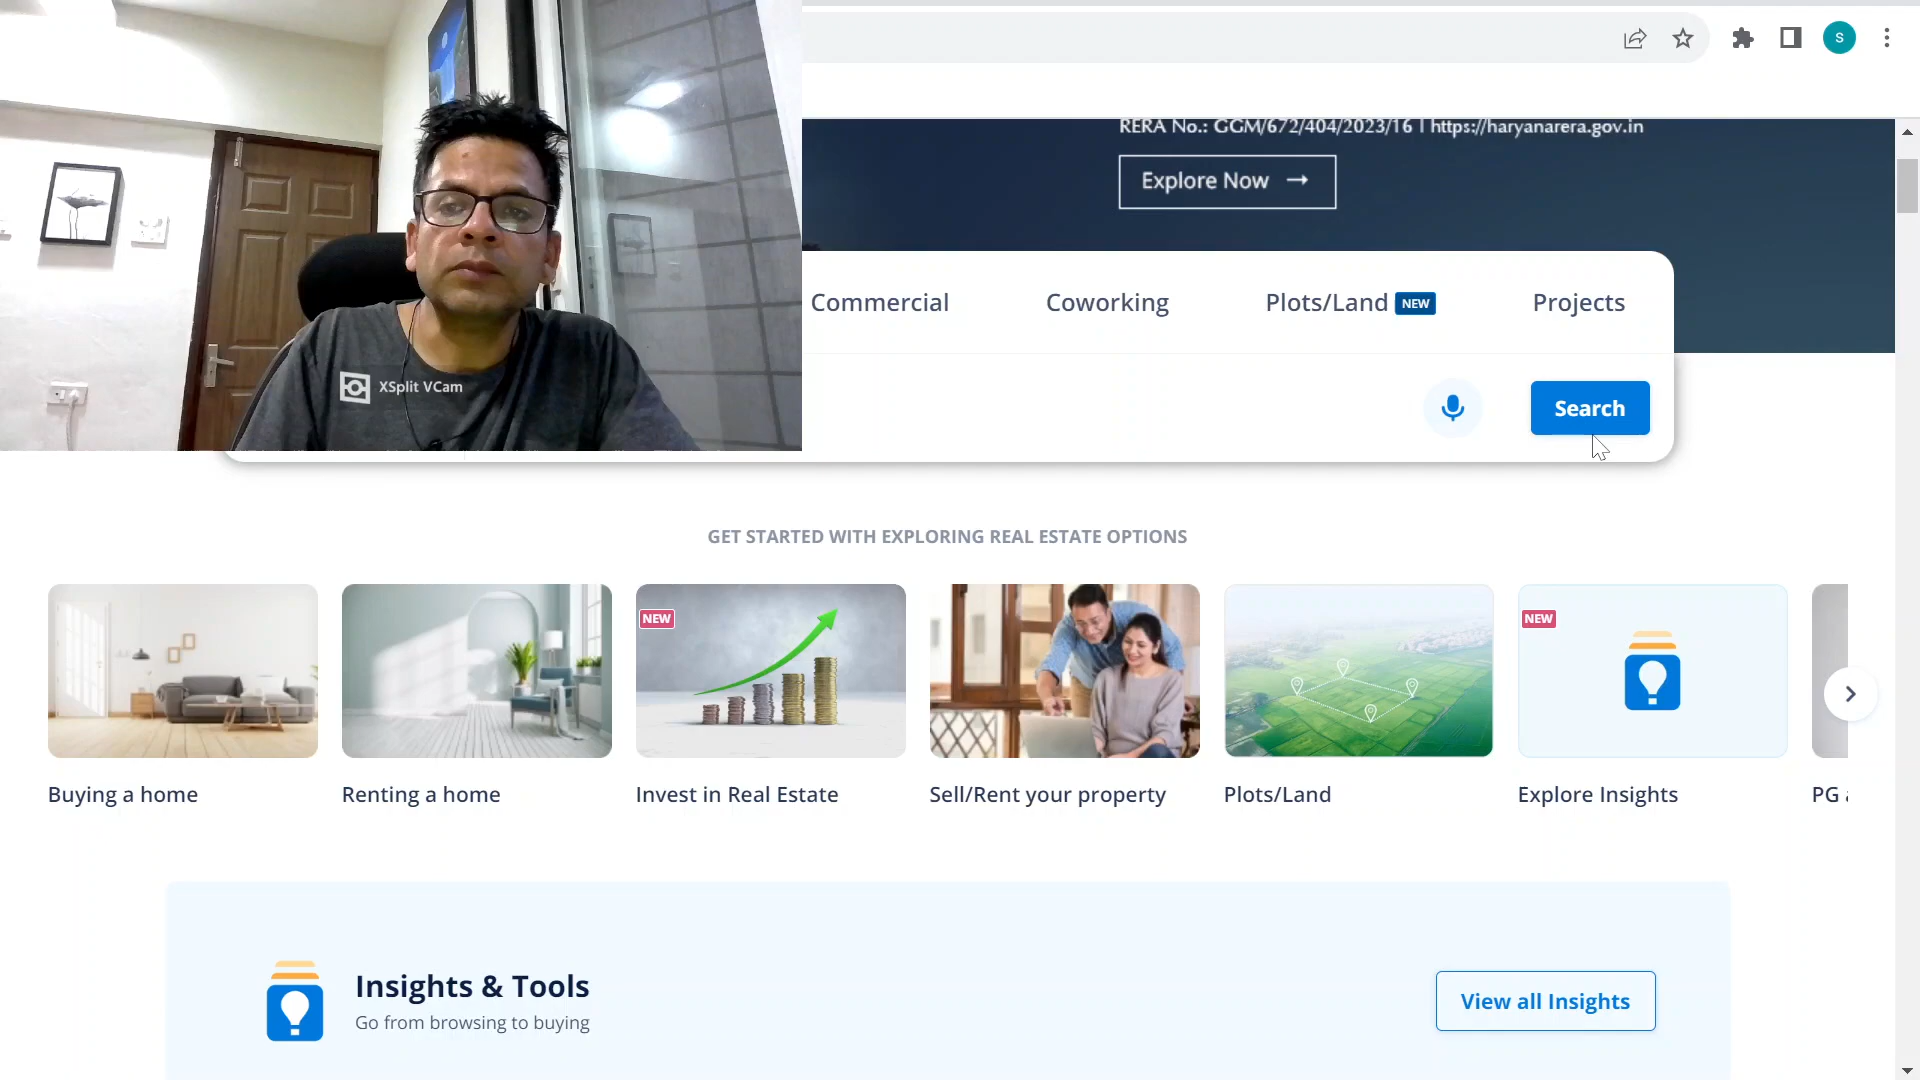 S
RERA No.: GGM/672/404/2023/16 | https://haryanarera.gov.in
Explore Now →
Commercial
Coworking
Plots/Land NEW
Projects
XSplit VCam
Search
GET STARTED WITH EXPLORING REAL ESTATE OPTIONS
NEW
NEW
Buying a home
Renting a home
Invest in Real Estate
Sell/Rent your property
Plots/Land
Explore Insights
PG
Insights & Tools
Go from browsing to buying
View all Insights